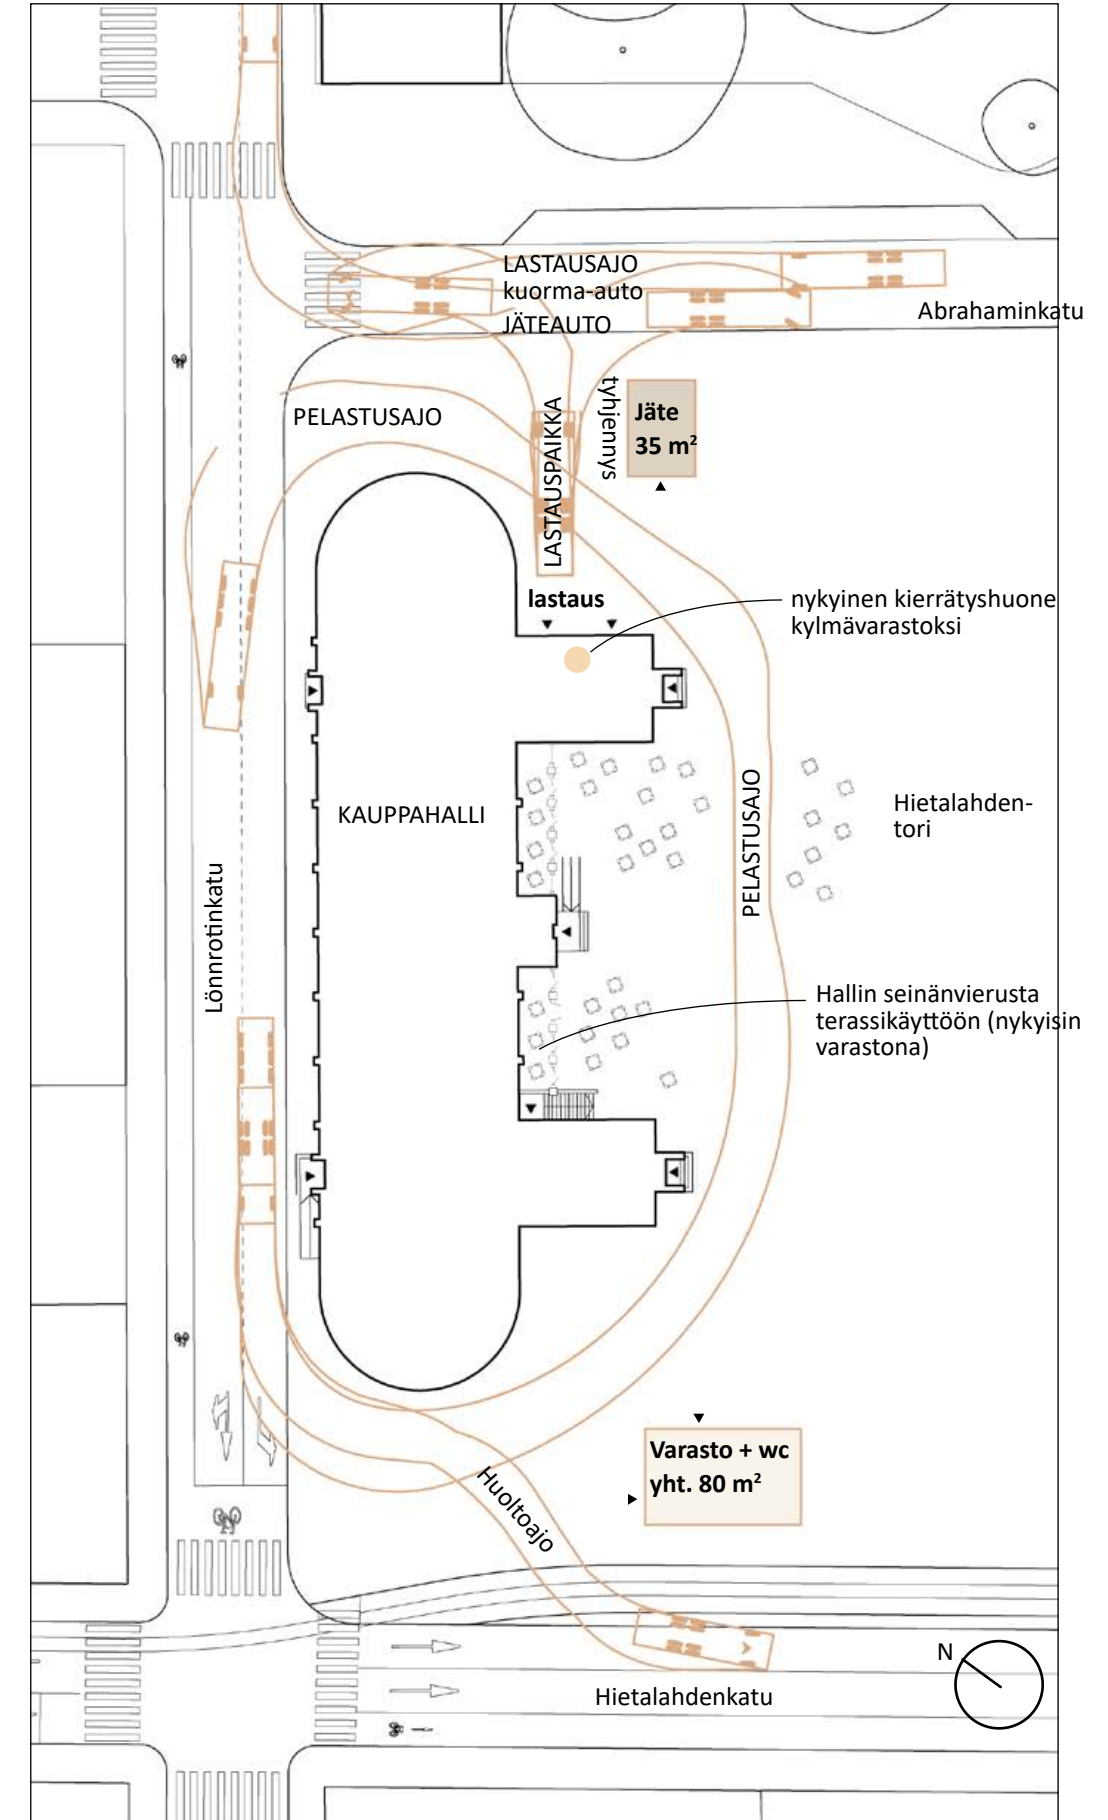 LASTAUSAJO
kuorma-auto
JÄTEAUTO
Abrahaminkatu
PELASTUSAJO
LASTAUSPAIKKA
tyhjennys
Jäte
35 m²
lastaus
nykyinen kierrätyshuone
kylmävarastoksi
KAUPPAHALLI
PELASTUSAJO
Hietalahden-
tori
Lönnrotinkatu
Hallin seinänvierusta
terassikäyttöön (nykyisin
varastona)
Varasto + wc
yht. 80 m²
Huoltoajo
N
Hietalahdenkatu